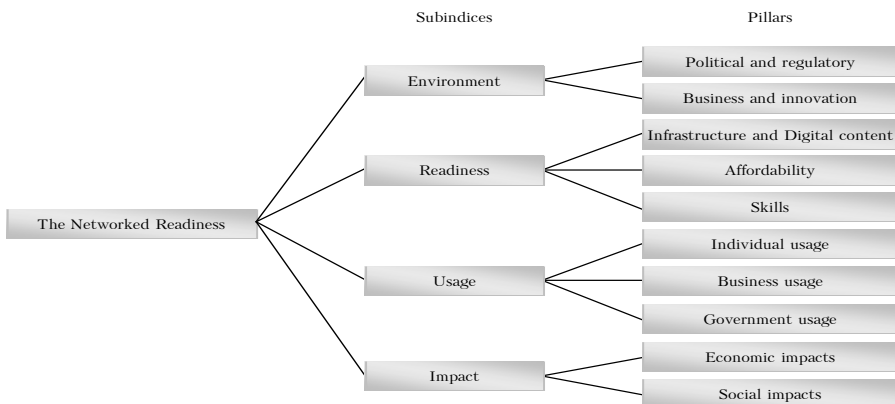 Subindices
Pillars
The Networked Readiness
Environment
Political and regulatory
Business and innovation
Readiness
Infrastructure and Digital content
Affordability
Skills
Usage
Individual usage
Business usage
Government usage
Impact
Economic impacts
Social impacts